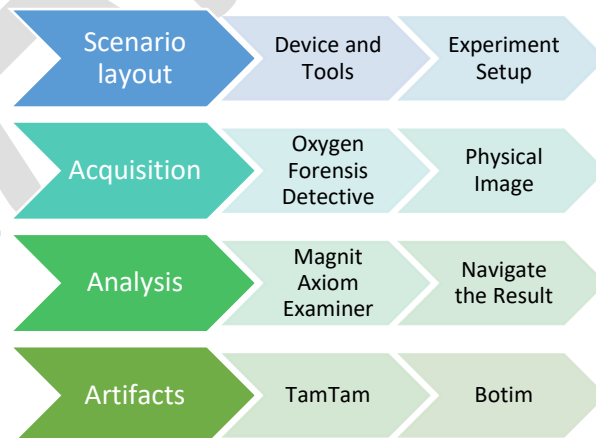 Scenario
layout
Device and
Tools
Experiment
Setup
Acquisition
Oxygen
Forensis
Detective
Physical
Image
Analysis
Magnit
Axiom
Examiner
Navigate
the Result
Artifacts
TamTam
Botim